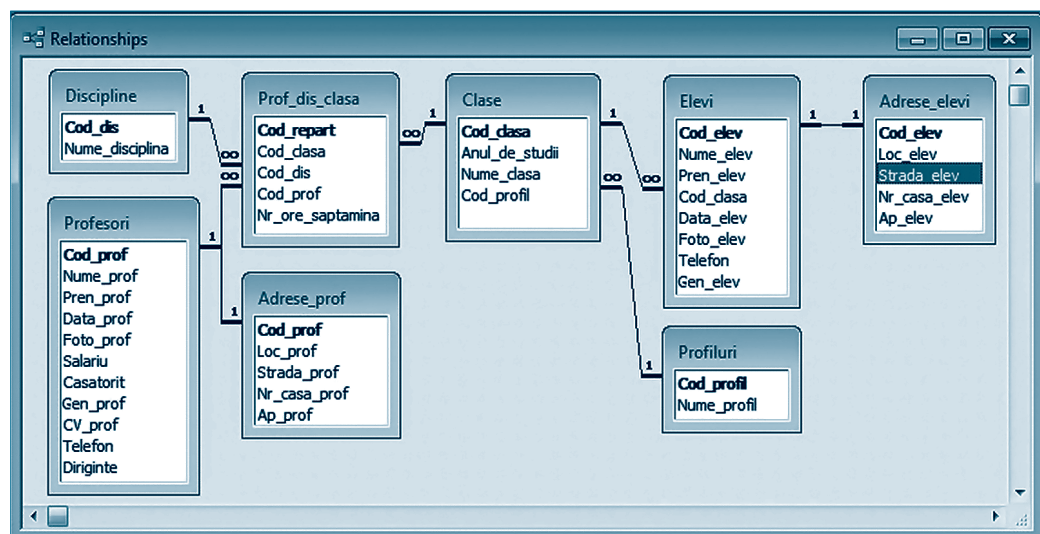 Relationships
Discipline
Cod_dis
Nume_disciplina
Prof_dis_clasa
Cod_repart
Cod_clasa
Cod_dis
Cod_prof
Nr_ore_saptamina
Clase
Cod_clasa
Anul_de_studii
Nume_clasa
Cod_profil
Elevi
Cod_elev
Nume_elev
Pren_elev
Cod_clasa
Data_elev
Foto_elev
Telefon
Gen_elev
Adrese_elevi
Cod_elev
Loc_elev
Strada_elev
Nr_casa_elev
Ap_elev
Profesori
Cod_prof
Nume_prof
Pren_prof
Data_prof
Foto_prof
Salariu
Casatorit
Gen_prof
CV_prof
Telefon
Diriginte
Adrese_prof
Cod_prof
Loc_prof
Strada_prof
Nr_casa_prof
Ap_prof
Profiluri
Cod_profil
Nume_profil
1
∞
∞
1
1
∞
1
1
∞
∞
1
1
1